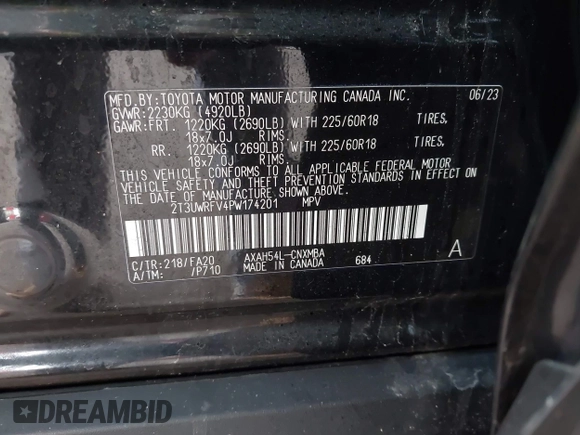 MFD.BY:TOYOTA MOTOR MANUFACTURING CANADA INC. 06/23
GVWR:2230KG (4920LB)
GAWR:FRT. 1220KG (2690LB) WITH 225/60R18 TIRES.
18x7.0J RIMS.
RR. 1220KG (2690LB) WITH 225/60R18 TIRES.
18x7.0J RIMS.
THIS VEHICLE CONFORMS TO ALL APPLICABLE FEDERAL MOTOR
VEHICLE SAFETY AND THEFT PREVENTION STANDARDS IN EFFECT ON
THE DATE OF MANUFACTURE SHOWN ABOVE.
2T3UWRFV4PW174201 MPV
C/TR:218/FA20 AXAH54L-CNXMBA A
A/TM: /P710 MADE IN CANADA 684
DREAMBID